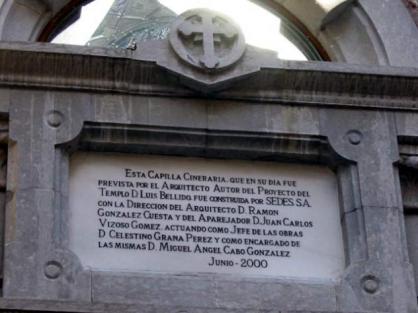 ESTA CAPILLA CINERARIA, QUE EN SU DIA FUE
PREVISTA POR EL ARQUITECTO AUTOR DEL PROYECTO DEL
TEMPLO D. LUIS BELLIDO, FUE CONSTRUIDA POR SEDES S.A.
CON LA DIRECCION DEL ARQUITECTO D. RAMON
GONZALEZ CUESTA Y DEL APAREJADOR D. JUAN CARLOS
VIZOSO GOMEZ, ACTUANDO COMO JEFE DE LAS OBRAS
D. CELESTINO GRANA PEREZ Y COMO ENCARGADO DE
LAS MISMAS D. MIGUEL ANGEL CABO GONZALEZ
JUNIO - 2000